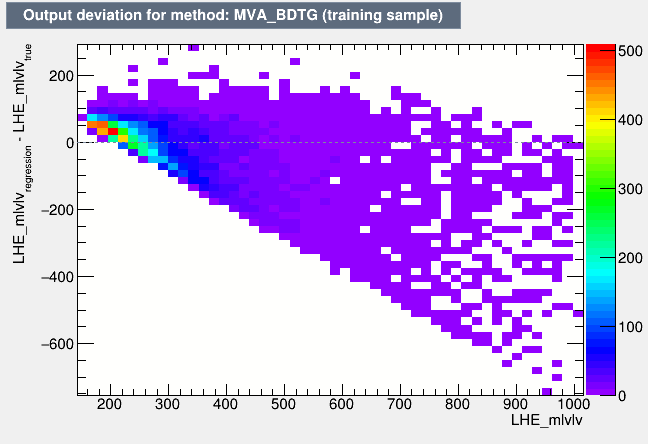 Output deviation for method: MVA_BDTG (training sample)
LHE_mlvlv_regression - LHE_mlvlv_true
200
0
−200
−400
−600
200 300 400 500 600 700 800 900 1000
LHE_mlvlv
500
400
300
200
100
0